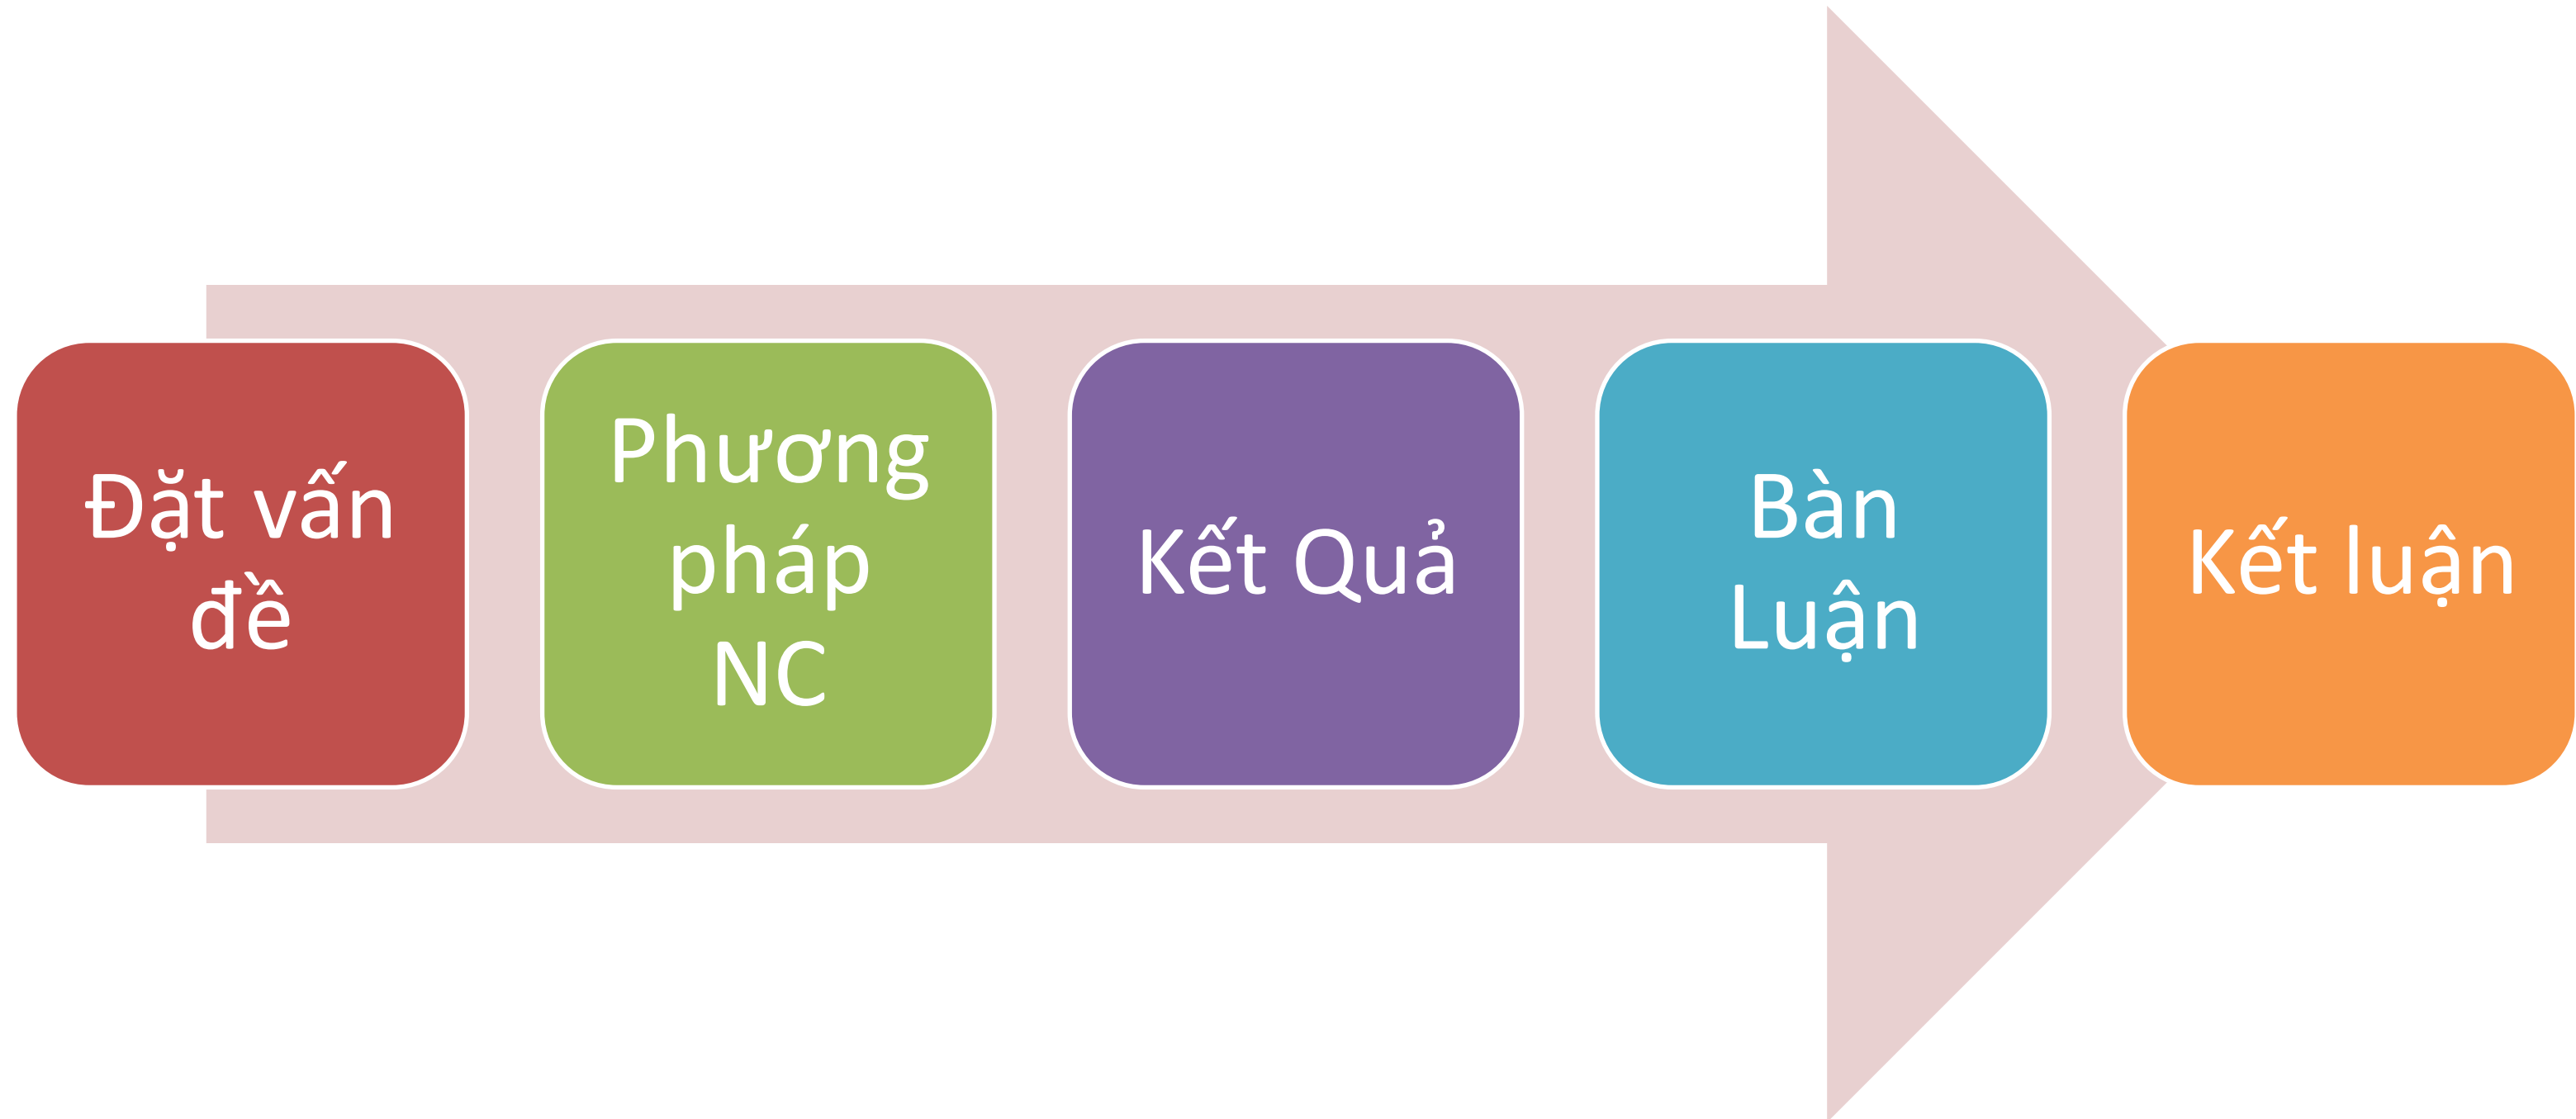 Đặt vấn
đề
Phương
pháp
NC
Kết Quả
Bàn
Luận
Kết luận